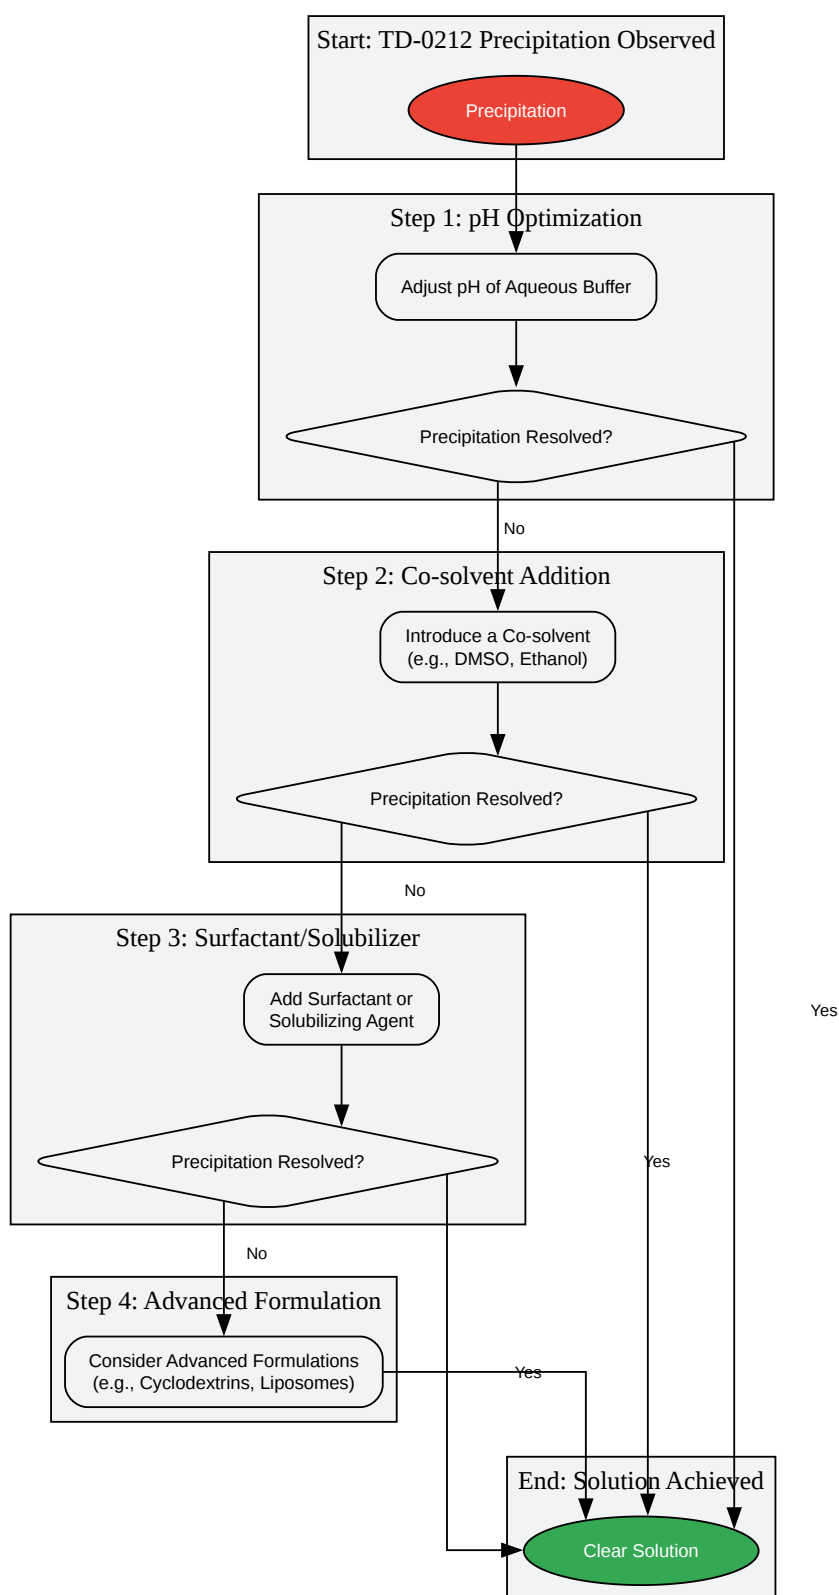 Start: TD-0212 Precipitation Observed
Precipitation
Step 1: pH Optimization
Adjust pH of Aqueous Buffer
Precipitation Resolved?
No
Step 2: Co-solvent Addition
Introduce a Co-solvent
(e.g., DMSO, Ethanol)
Precipitation Resolved?
No
Step 3: Surfactant/Solubilizer
Add Surfactant or
Solubilizing Agent
Yes
Precipitation Resolved?
Yes
No
Step 4: Advanced Formulation
Consider Advanced Formulations
(e.g., Cyclodextrins, Liposomes)
Yes
End: Solution Achieved
Clear Solution